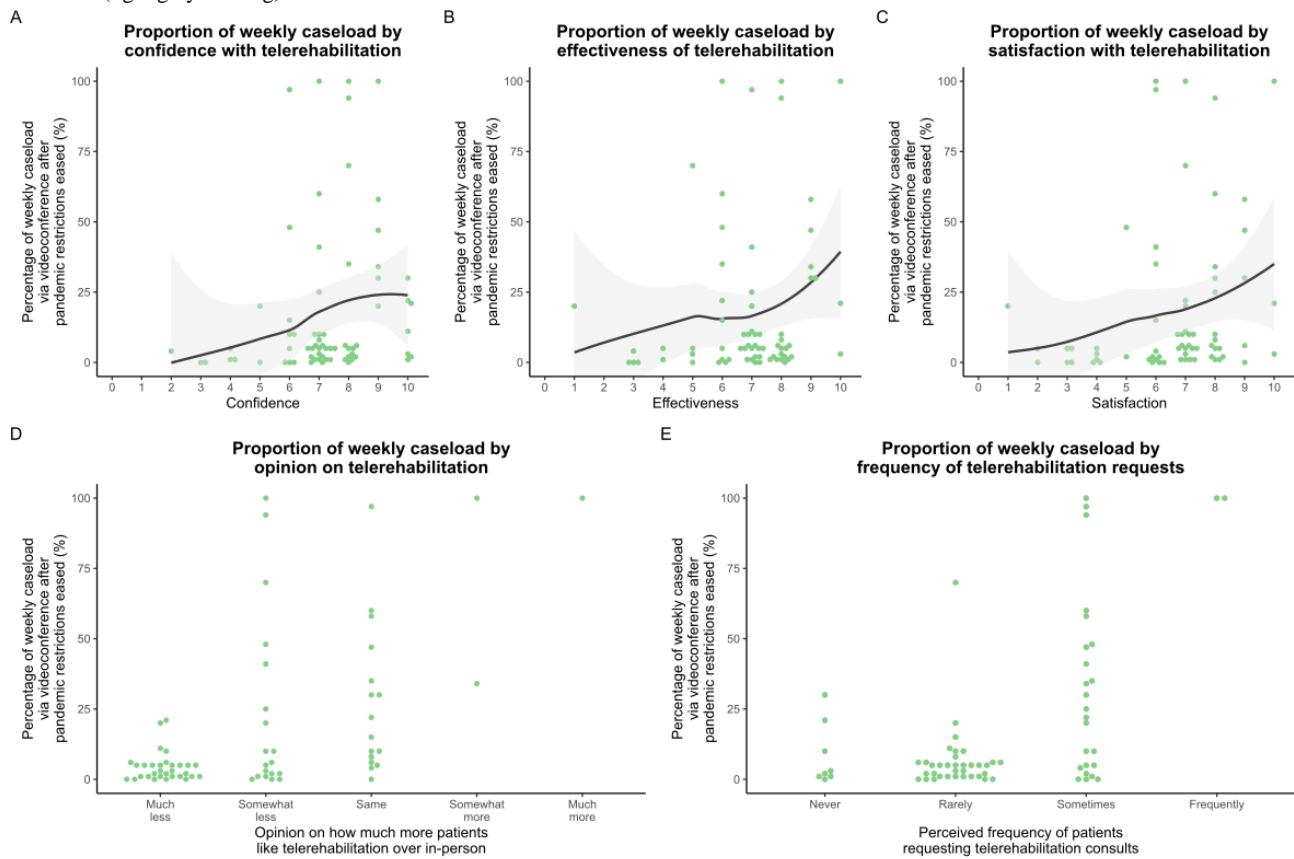 A
Proportion of weekly caseload by
confidence with telerehabilitation
Percentage of weekly caseload
via videoconference after
pandemic restrictions eased (%)
100
75
50
25
0
0 1 2 3 4 5 6 7 8 9 10
Confidence
B
Proportion of weekly caseload by
effectiveness of telerehabilitation
Percentage of weekly caseload
via videoconference after
pandemic restrictions eased (%)
100
75
50
25
0
0 1 2 3 4 5 6 7 8 9 10
Effectiveness
C
Proportion of weekly caseload by
satisfaction with telerehabilitation
Percentage of weekly caseload
via videoconference after
pandemic restrictions eased (%)
100
75
50
25
0
0 1 2 3 4 5 6 7 8 9 10
Satisfaction
D
Proportion of weekly caseload by
opinion on telerehabilitation
Percentage of weekly caseload
via videoconference after
pandemic restrictions eased (%)
100
75
50
25
0
Much less
Somewhat less
Same
Somewhat more
Much more
Opinion on how much more patients
like telerehabilitation over in-person
E
Proportion of weekly caseload by
frequency of telerehabilitation requests
Percentage of weekly caseload
via videoconference after
pandemic restrictions eased (%)
100
75
50
25
0
Never Rarely Sometimes Frequently
Perceived frequency of patients
requesting telerehabilitation consults